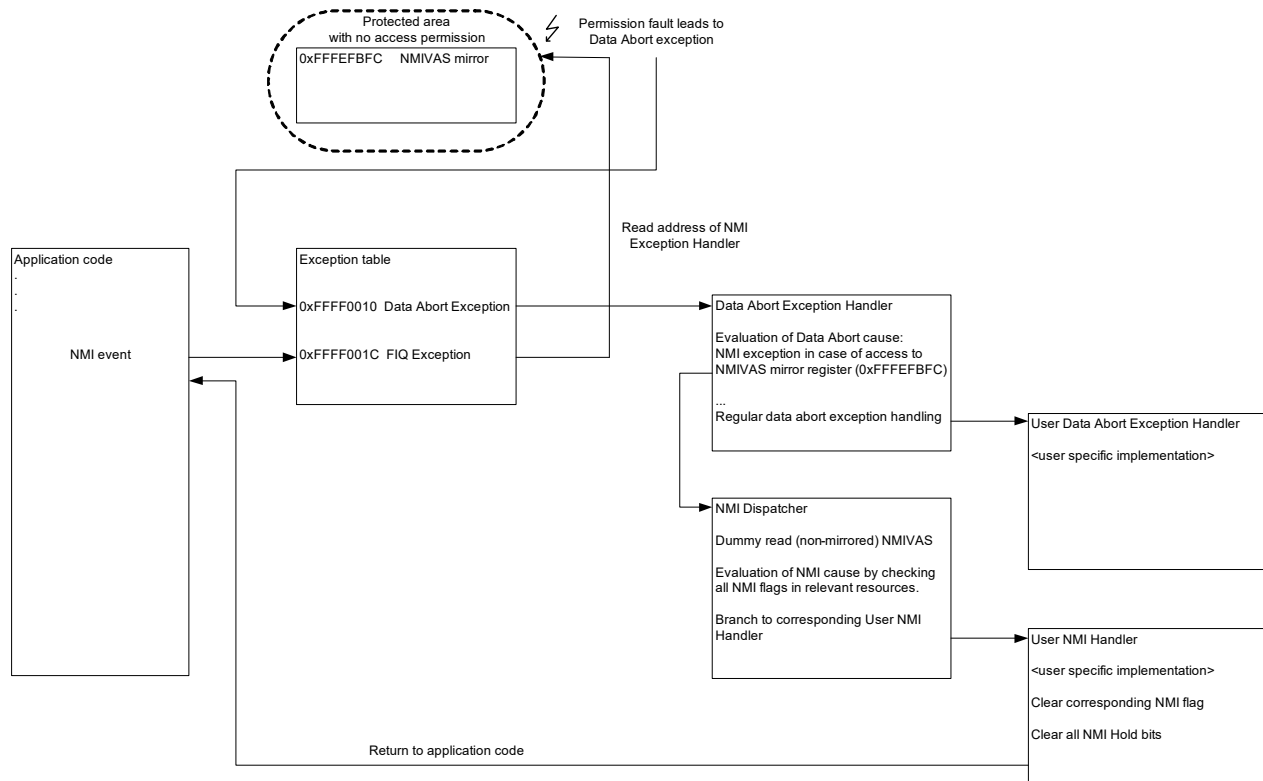 Protected area
with no access permission
0xFFFEFBFC NMIVAS mirror
Permission fault leads to
Data Abort exception
Read address of NMI
Exception Handler
Application code
.
.
.
NMI event
Exception table
0xFFFF0010 Data Abort Exception
0xFFFF001C FIQ Exception
Data Abort Exception Handler
Evaluation of Data Abort cause:
NMI exception in case of access to
NMIVAS mirror register (0xFFFEFBFC)
...
Regular data abort exception handling
User Data Abort Exception Handler
<user specific implementation>
NMI Dispatcher
Dummy read (non-mirrored) NMIVAS
Evaluation of NMI cause by checking
all NMI flags in relevant resources.
Branch to corresponding User NMI
Handler
User NMI Handler
<user specific implementation>
Clear corresponding NMI flag
Clear all NMI Hold bits
Return to application code